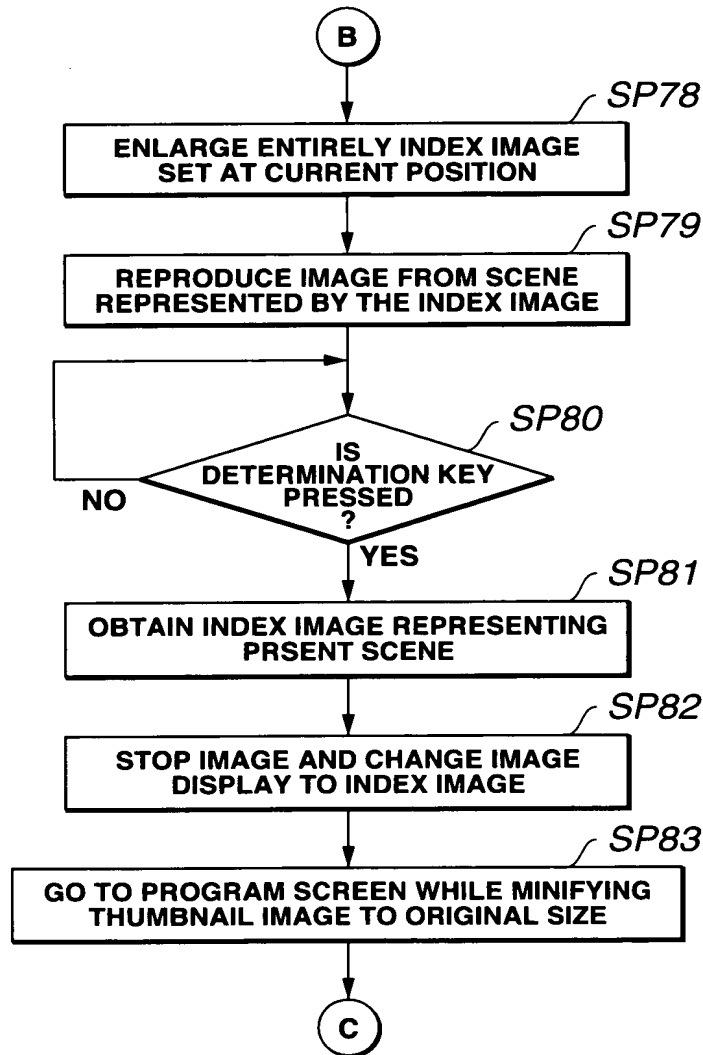 B
SP78
ENLARGE ENTIRELY INDEX IMAGE
SET AT CURRENT POSITION
SP79
REPRODUCE IMAGE FROM SCENE
REPRESENTED BY THE INDEX IMAGE
SP80
IS
DETERMINATION KEY
PRESSED
?
NO
YES
SP81
OBTAIN INDEX IMAGE REPRESENTING
PRSENT SCENE
SP82
STOP IMAGE AND CHANGE IMAGE
DISPLAY TO INDEX IMAGE
SP83
GO TO PROGRAM SCREEN WHILE MINIFYING
THUMBNAIL IMAGE TO ORIGINAL SIZE
C